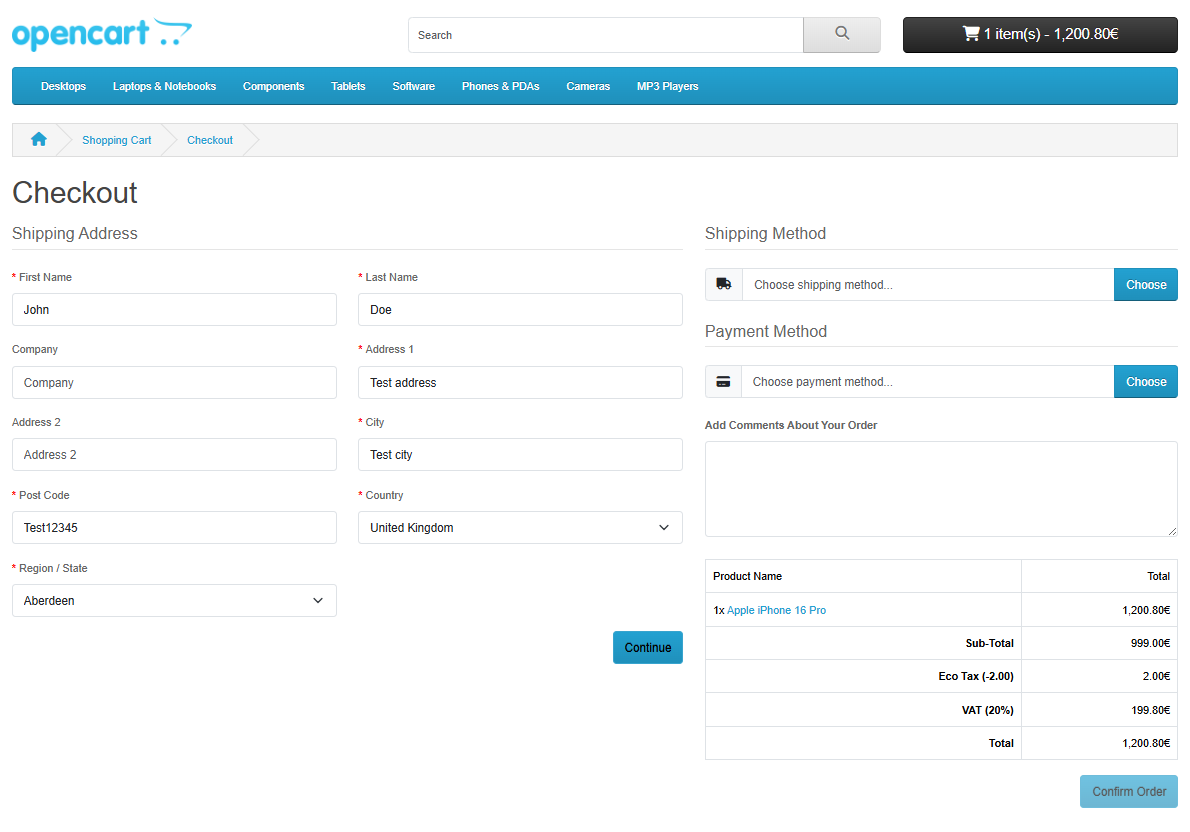 opencart
Search
1 item(s) - 1,200.80€
Desktops Laptops & Notebooks Components Tablets Software Phones & PDAs Cameras MP3 Players
Shopping Cart Checkout
Checkout
Shipping Address
* First Name * Last Name
John Doe
Company * Address 1
Company Test address
Address 2 * City
Address 2 Test city
* Post Code * Country
Test12345 United Kingdom
* Region / State
Aberdeen
Continue
Shipping Method
Choose shipping method... Choose
Payment Method
Choose payment method... Choose
Add Comments About Your Order
Product Name Total
1x Apple iPhone 16 Pro 1,200.80€
Sub-Total 999.00€
Eco Tax (-2.00) 2.00€
VAT (20%) 199.80€
Total 1,200.80€
Confirm Order